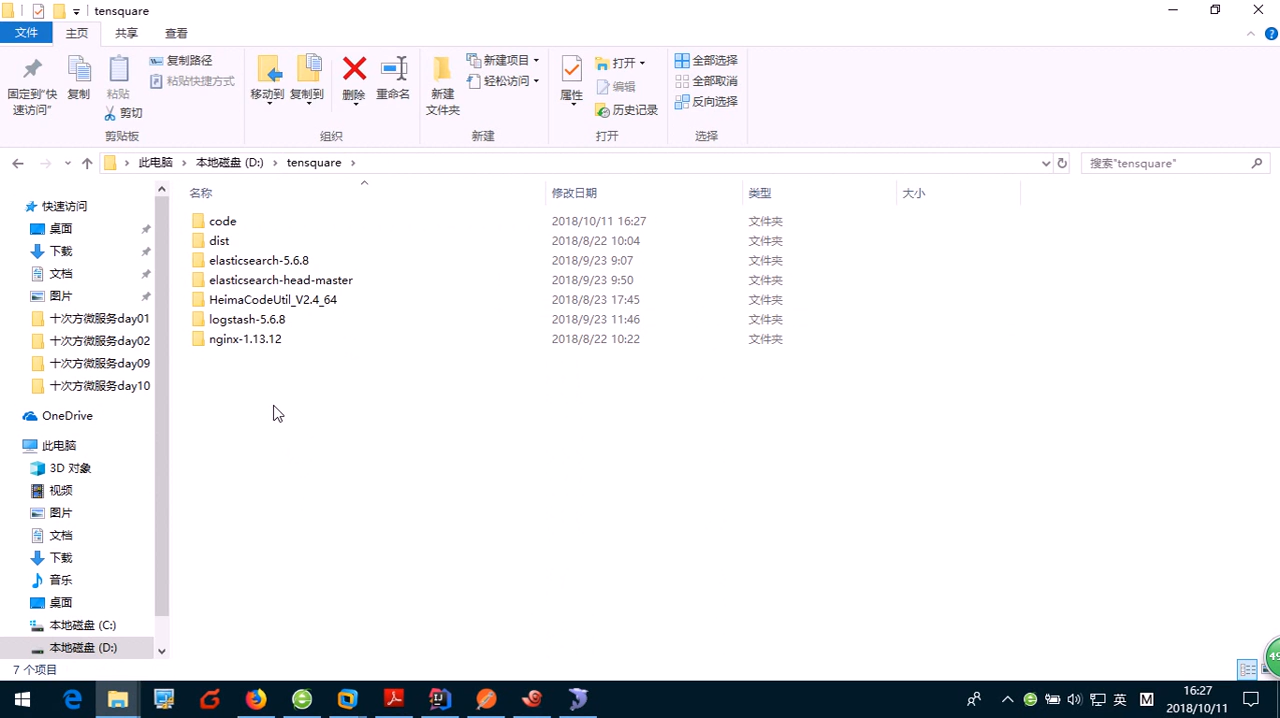 tensquare
文件 主页 共享 查看
固定到"快速访问"
复制
粘贴
复制路径
粘贴快捷方式
剪切
剪贴板
移动到
复制到
删除
重命名
组织
新建文件夹
新建项目
轻松访问
新建
属性
打开
编辑
历史记录
打开
全部选择
全部取消
反向选择
选择
此电脑 本地磁盘 (D:) tensquare
搜索"tensquare"
快速访问
桌面
下载
文档
图片
十次方微服务day01
十次方微服务day02
十次方微服务day09
十次方微服务day10
OneDrive
此电脑
3D 对象
视频
图片
文档
下载
音乐
桌面
本地磁盘 (C:)
本地磁盘 (D:)
名称 修改日期 类型 大小
code 2018/10/11 16:27 文件夹
dist 2018/8/22 10:04 文件夹
elasticsearch-5.6.8 2018/9/23 9:07 文件夹
elasticsearch-head-master 2018/9/23 9:50 文件夹
HeimaCodeUtil_V2.4_64 2018/8/23 17:45 文件夹
logstash-5.6.8 2018/9/23 11:46 文件夹
nginx-1.13.12 2018/8/22 10:22 文件夹
7 个项目
英
M
16:27
2018/10/11